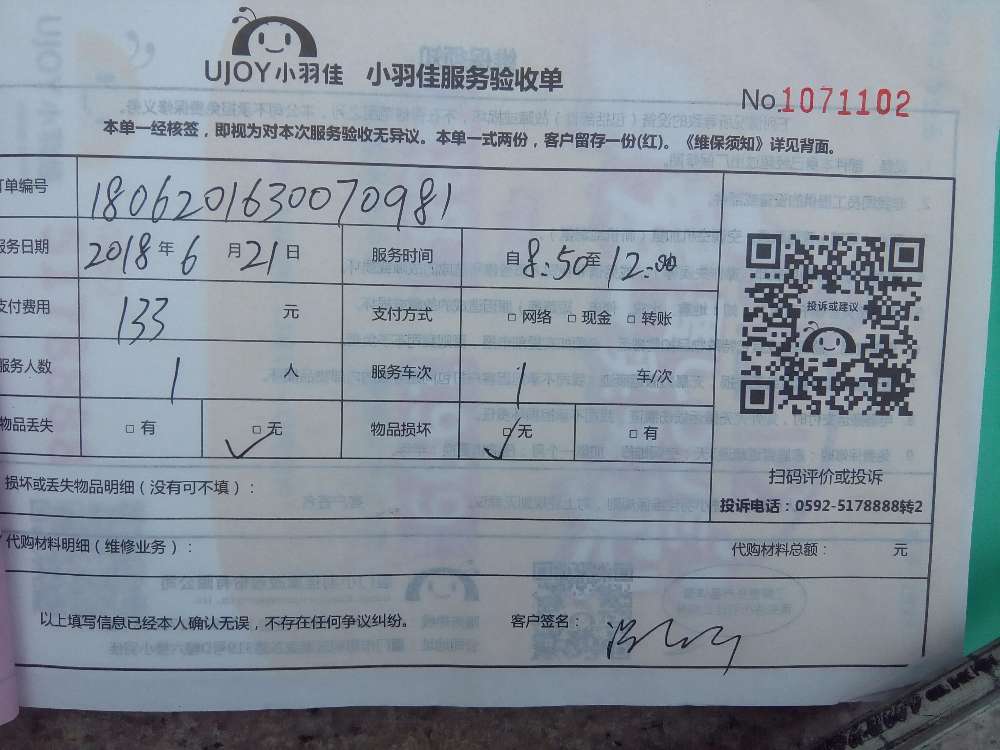 UJOY小羽佳 小羽佳服务验收单
No.1071102
本单一经核签，即视为对本次服务验收无异议。本单一式两份，客户留存一份(红)。《维保须知》详见背面。
订单编号 1806201630070981
服务日期 2018年6月21日 服务时间 自8:50至12:00
支付费用 133 元 支付方式 □网络 □现金 □转账
投诉或建议
服务人数 1 人 服务车次 1 车/次
物品丢失 □有 □无 物品损坏 □无 □有
扫码评价或投诉
损坏或丢失物品明细（没有可不填）：
投诉电话：0592-5178888转2
代购材料明细（维修业务）： 代购材料总额： 元
以上填写信息已经本人确认无误，不存在任何争议纠纷。 客户签名：